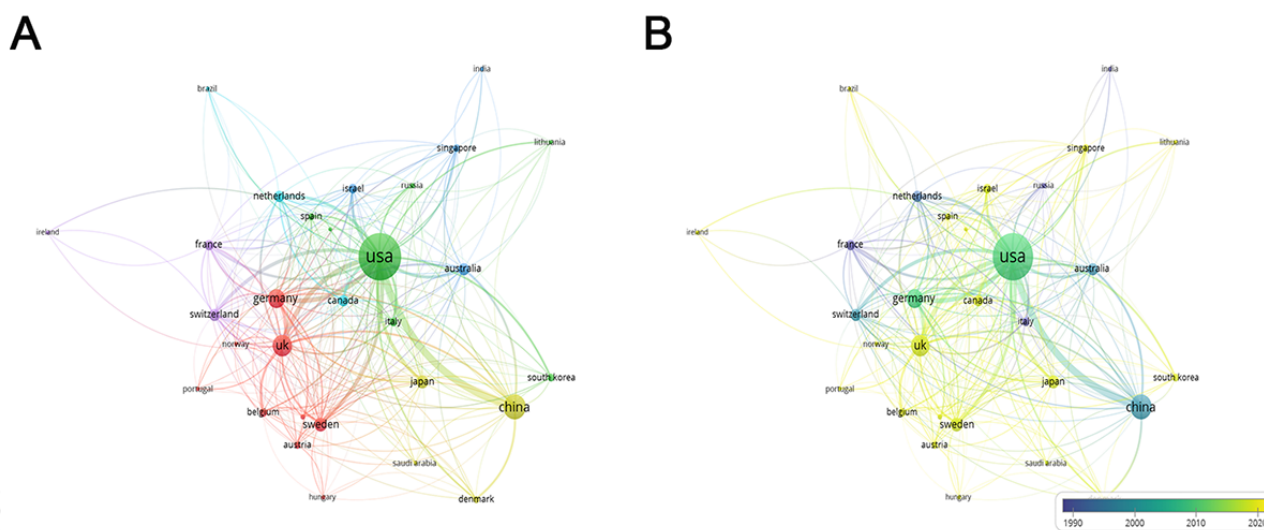 A
B
india
brazil
lithuania
singapore
israel
russia
netherlands
spain
ireland
france
usa
australia
germany
canada
switzerland
italy
norway
uk
south korea
japan
portugal
china
belgium
sweden
austria
saudi arabia
hungary
denmark
india
brazil
lithuania
singapore
israel
russia
netherlands
spain
ireland
france
usa
australia
germany
canada
switzerland
italy
norway
uk
south korea
japan
portugal
china
belgium
sweden
austria
saudi arabia
hungary
1990
2000
2010